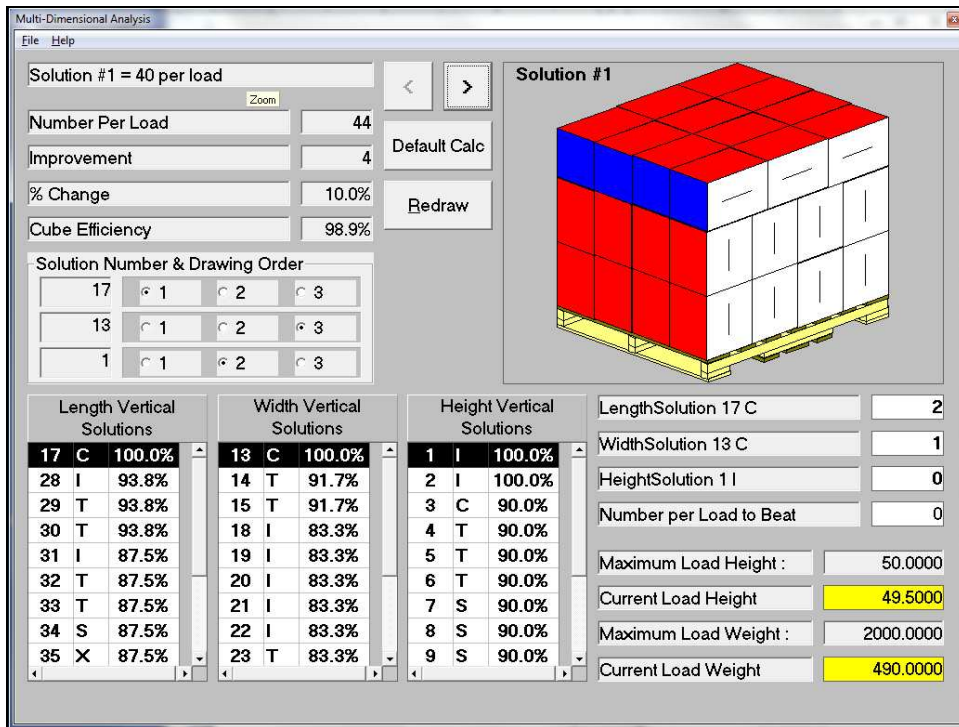 Multi-Dimensional Analysis
File Help
Solution #1 = 40 per load
Zoom
Number Per Load 44
Improvement 4
% Change 10.0%
Cube Efficiency 98.9%
< >
Default Calc
Redraw
Solution #1
Solution Number & Drawing Order
17 1 2 3
13 1 2 3
1 1 2 3
Length Vertical Solutions
17 C 100.0%
28 I 93.8%
29 T 93.8%
30 T 93.8%
31 I 87.5%
32 T 87.5%
33 T 87.5%
34 S 87.5%
35 X 87.5%
Width Vertical Solutions
13 C 100.0%
14 T 91.7%
15 T 91.7%
18 I 83.3%
19 I 83.3%
20 I 83.3%
21 I 83.3%
22 I 83.3%
23 T 83.3%
Height Vertical Solutions
1 I 100.0%
2 I 100.0%
3 C 90.0%
4 T 90.0%
5 T 90.0%
6 T 90.0%
7 S 90.0%
8 S 90.0%
9 S 90.0%
LengthSolution 17 C 2
WidthSolution 13 C 1
HeightSolution 1 I 0
Number per Load to Beat 0
Maximum Load Height : 50.0000
Current Load Height 49.5000
Maximum Load Weight : 2000.0000
Current Load Weight 490.0000